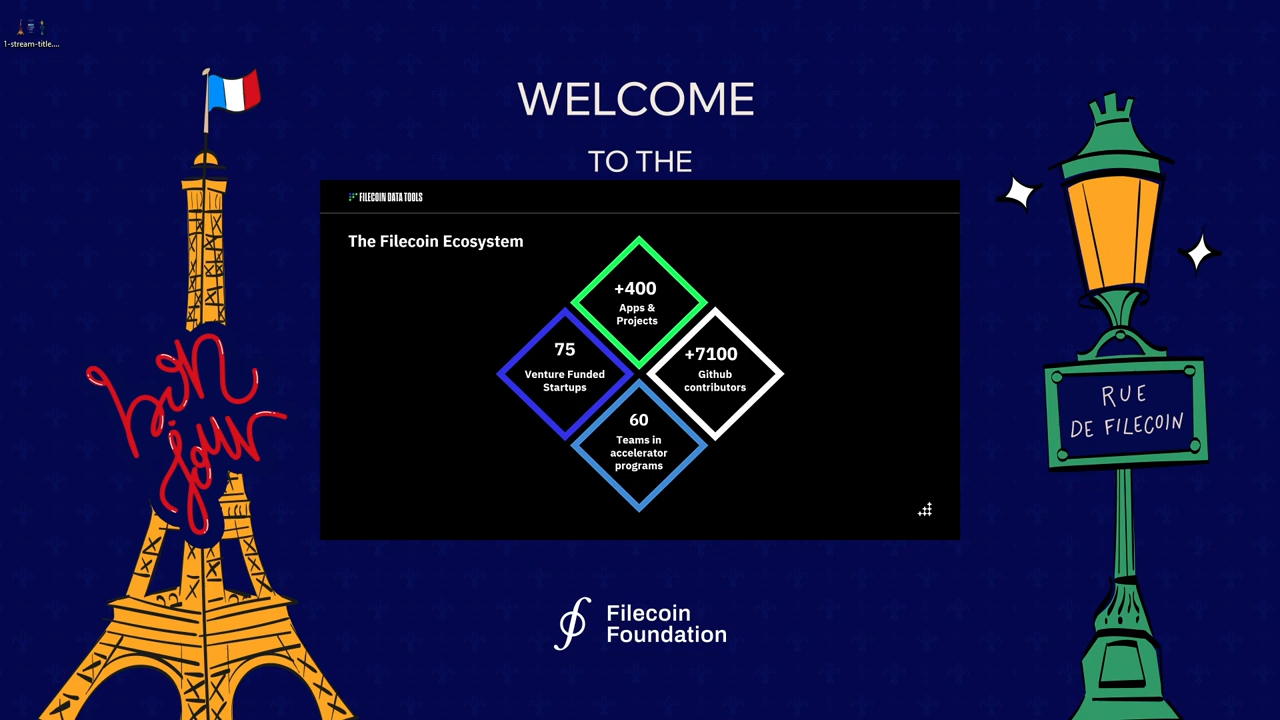 1-stream-title....
WELCOME
TO THE
FILECOIN DATA TOOLS
The Filecoin Ecosystem
+400
Apps &
Projects
75
Venture Funded
Startups
+7100
Github
contributors
60
Teams in
accelerator
programs
bon
jour
RUE
DE FILECOIN
Filecoin
Foundation